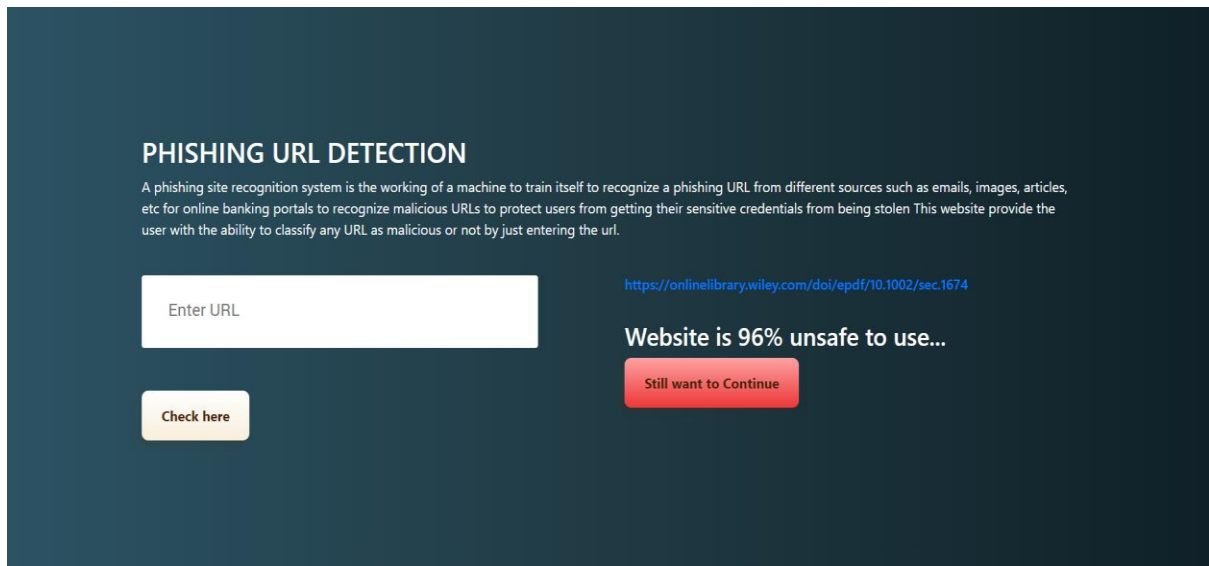 PHISHING URL DETECTION
A phishing site recognition system is the working of a machine to train itself to recognize a phishing URL from different sources such as emails, images, articles,
etc for online banking portals to recognize malicious URLs to protect users from getting their sensitive credentials from being stolen This website provide the
user with the ability to classify any URL as malicious or not by just entering the url.
Enter URL
Check here
https://onlinelibrary.wiley.com/doi/epdf/10.1002/sec.1674
Website is 96% unsafe to use...
Still want to Continue